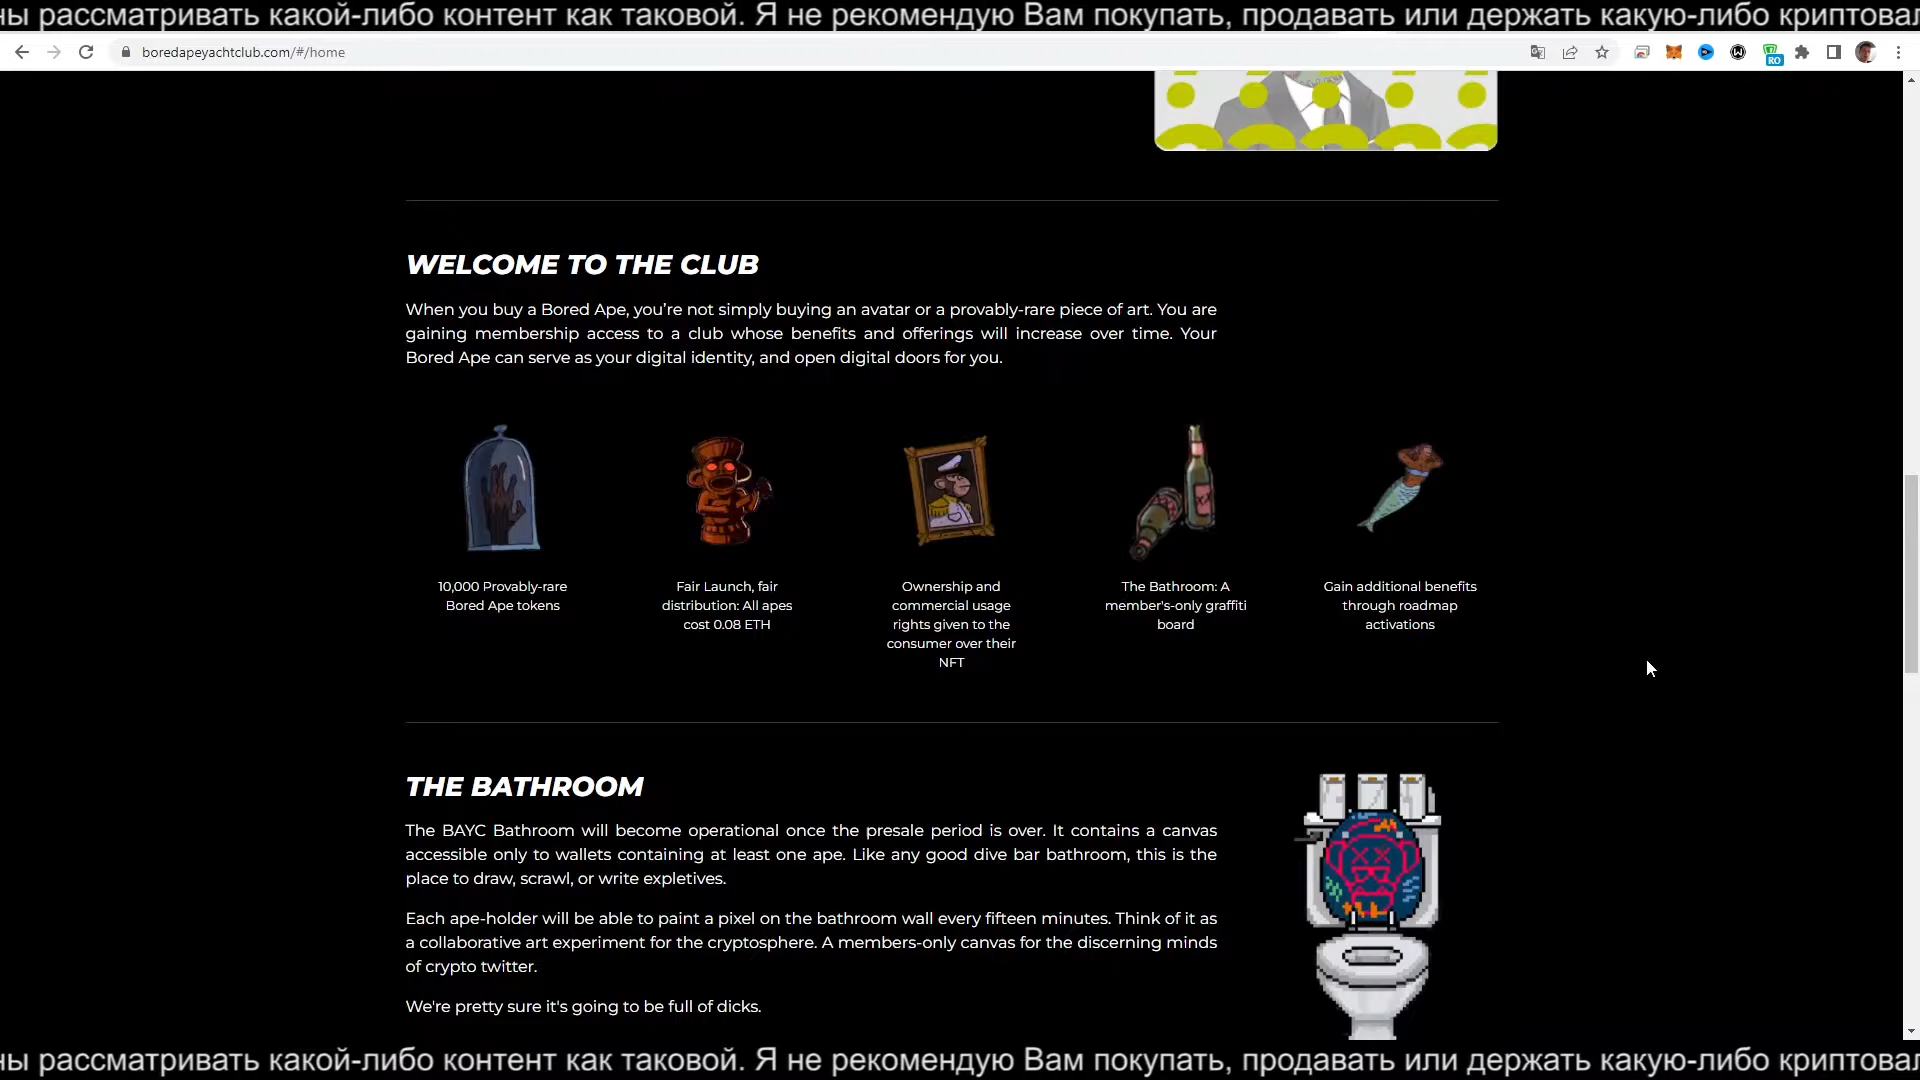 ны рассматривать какой-либо контент как таковой. Я не рекомендую Вам покупать, продавать или держать какую-либо криптовал
boredapeyachtclub.com/#/home
RO
WELCOME TO THE CLUB
When you buy a Bored Ape, you’re not simply buying an avatar or a provably-rare piece of art. You are
gaining membership access to a club whose benefits and offerings will increase over time. Your
Bored Ape can serve as your digital identity, and open digital doors for you.
10,000 Provably-rare
Bored Ape tokens
Fair Launch, fair
distribution: All apes
cost 0.08 ETH
Ownership and
commercial usage
rights given to the
consumer over their
NFT
The Bathroom: A
member's-only graffiti
board
Gain additional benefits
through roadmap
activations
THE BATHROOM
The BAYC Bathroom will become operational once the presale period is over. It contains a canvas
accessible only to wallets containing at least one ape. Like any good dive bar bathroom, this is the
place to draw, scrawl, or write expletives.
Each ape-holder will be able to paint a pixel on the bathroom wall every fifteen minutes. Think of it as
a collaborative art experiment for the cryptosphere. A members-only canvas for the discerning minds
of crypto twitter.
We're pretty sure it's going to be full of dicks.
ны рассматривать какой-либо контент как таковой. Я не рекомендую Вам покупать, продавать или держать какую-либо криптовал